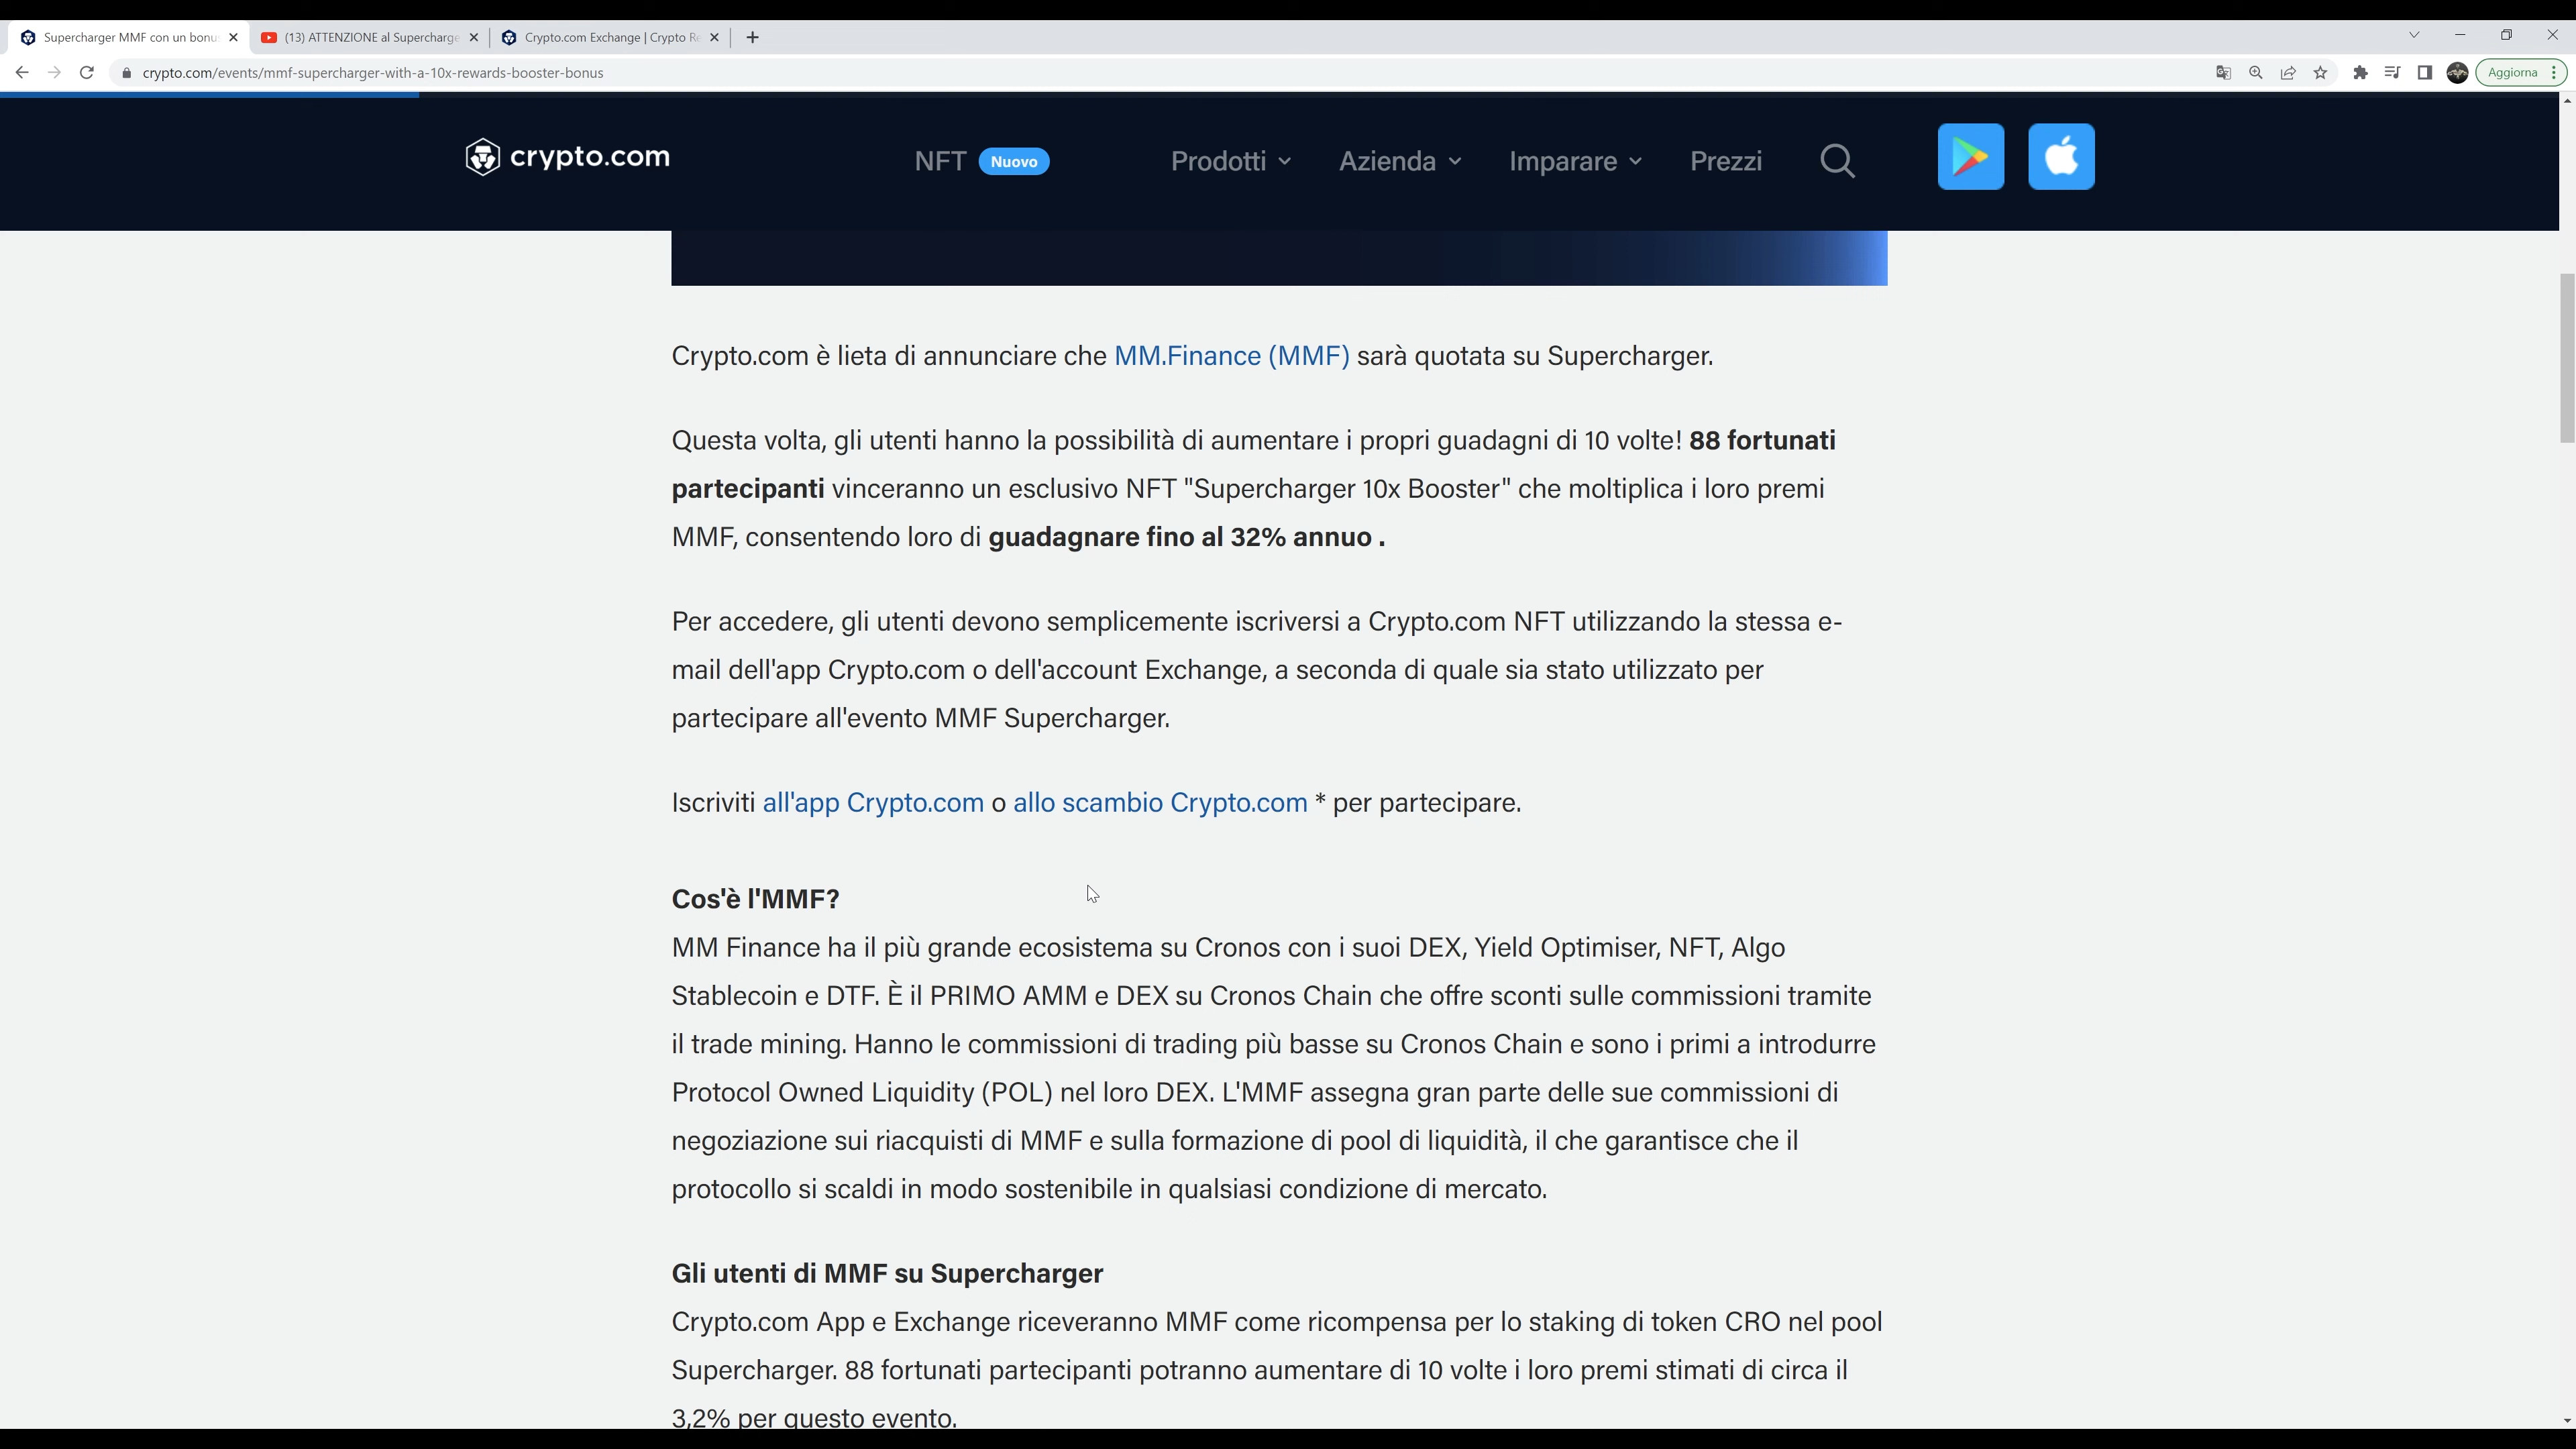 Supercharger MMF con un bonu
(13) ATTENZIONE al Supercharge
Crypto.com Exchange | Crypto Re
crypto.com/events/mmf-supercharger-with-a-10x-rewards-booster-bonus
Aggiorna
crypto.com
NFT Nuovo
Prodotti
Azienda
Imparare
Prezzi
Crypto.com è lieta di annunciare che MM.Finance (MMF) sarà quotata su Supercharger.
Questa volta, gli utenti hanno la possibilità di aumentare i propri guadagni di 10 volte! 88 fortunati
partecipanti vinceranno un esclusivo NFT "Supercharger 10x Booster" che moltiplica i loro premi
MMF, consentendo loro di guadagnare fino al 32% annuo .
Per accedere, gli utenti devono semplicemente iscriversi a Crypto.com NFT utilizzando la stessa e-
mail dell'app Crypto.com o dell'account Exchange, a seconda di quale sia stato utilizzato per
partecipare all'evento MMF Supercharger.
Iscriviti all'app Crypto.com o allo scambio Crypto.com * per partecipare.
Cos'è l'MMF?
MM Finance ha il più grande ecosistema su Cronos con i suoi DEX, Yield Optimiser, NFT, Algo
Stablecoin e DTF. È il PRIMO AMM e DEX su Cronos Chain che offre sconti sulle commissioni tramite
il trade mining. Hanno le commissioni di trading più basse su Cronos Chain e sono i primi a introdurre
Protocol Owned Liquidity (POL) nel loro DEX. L'MMF assegna gran parte delle sue commissioni di
negoziazione sui riacquisti di MMF e sulla formazione di pool di liquidità, il che garantisce che il
protocollo si scaldi in modo sostenibile in qualsiasi condizione di mercato.
Gli utenti di MMF su Supercharger
Crypto.com App e Exchange riceveranno MMF come ricompensa per lo staking di token CRO nel pool
Supercharger. 88 fortunati partecipanti potranno aumentare di 10 volte i loro premi stimati di circa il
3,2% per questo evento.